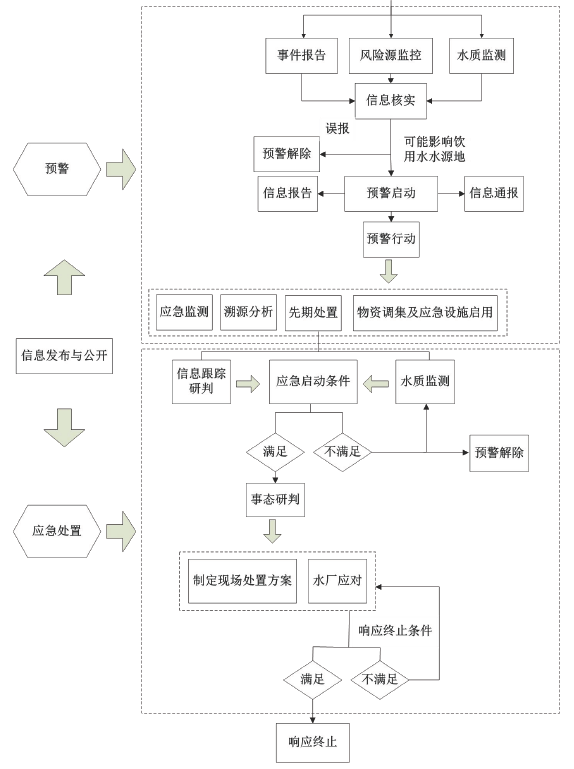 事件报告
风险源监控
水质监测
信息核实
误报
可能影响饮
用水水源地
预警解除
预警
信息报告
预警启动
信息通报
预警行动
应急监测
溯源分析
先期处置
物资调集及应急设施启用
信息发布与公开
信息跟踪
研判
应急启动条件
水质监测
满足
不满足
预警解除
事态研判
应急处置
制定现场处置方案
水厂应对
响应终止条件
满足
不满足
响应终止